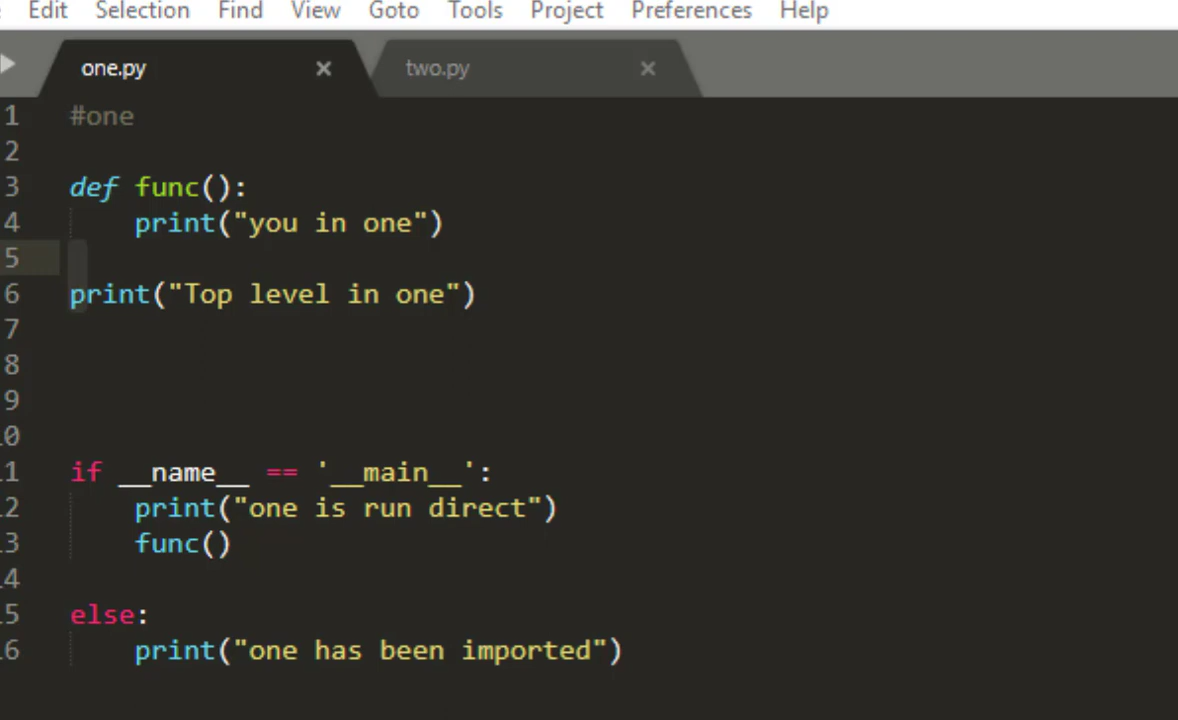 Edit Selection Find View Goto Tools Project Preferences Help
one.py × two.py ×
1 #one
2
3 def func():
4     print("you in one")
5
6 print("Top level in one")
7
8
9
10
11 if __name__ == '__main__':
12     print("one is run direct")
13     func()
14
15 else:
16     print("one has been imported")